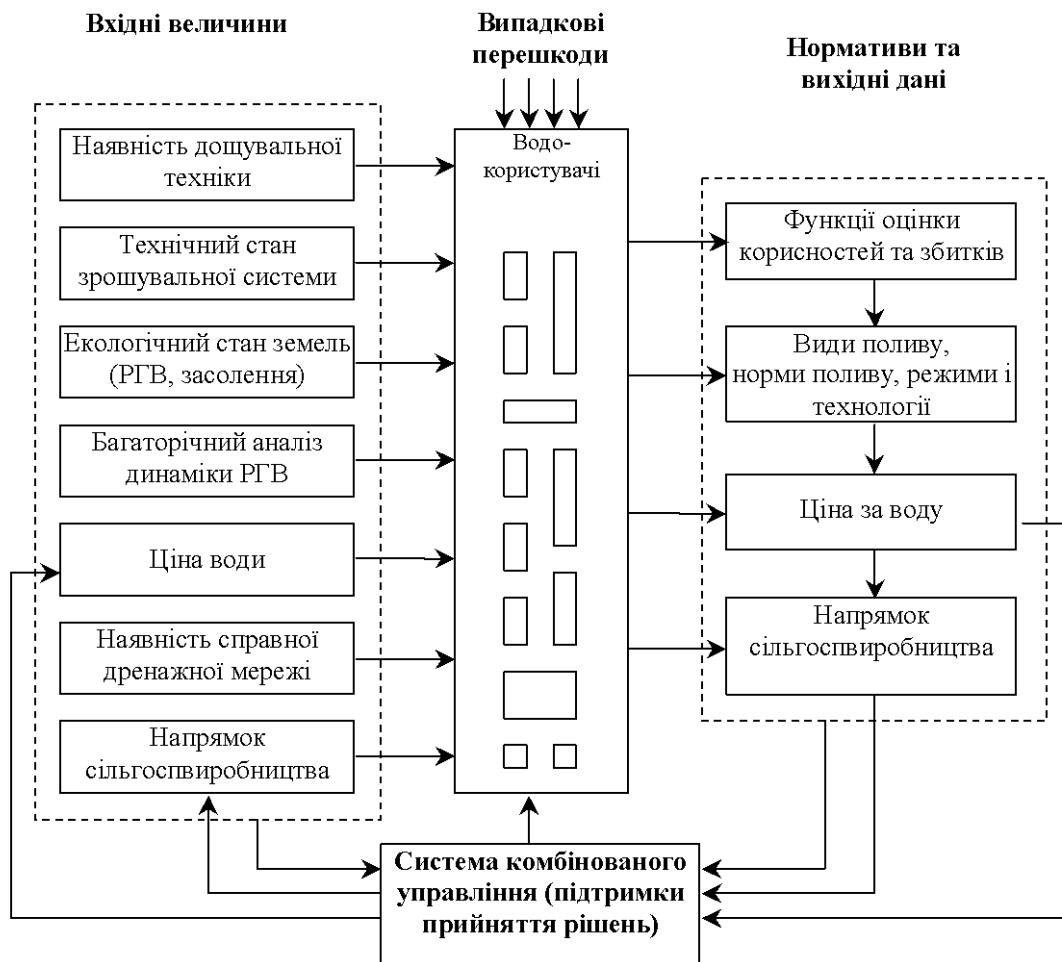 Вхідні величини
Випадкові
перешкоди
Нормативи та
вихідні дані
Наявність дощувальної
техніки
Технічний стан
зрошувальної системи
Екологічний стан земель
(РГВ, засолення)
Багаторічний аналіз
динаміки РГВ
Ціна води
Наявність справної
дренажної мережі
Напрямок
сільгоспвиробництва
Водо-
користувачі
Функції оцінки
корисностей та збитків
Види поливу,
норми поливу, режими і
технології
Ціна за воду
Напрямок
сільгоспвиробництва
Система комбінованого
управління (підтримки
прийняття рішень)